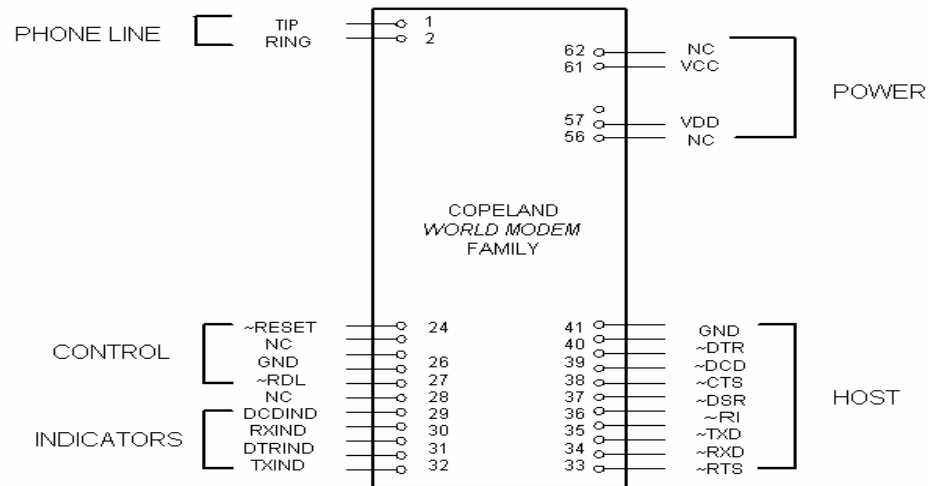 PHONE LINE
TIP 1
RING 2
62 NC
61 VCC
POWER
57 VDD
56 NC
COPELAND
WORLD MODEM
FAMILY
CONTROL
~RESET 24
NC
GND 26
~RDL 27
NC 28
INDICATORS
DCDIND 29
RXIND 30
DTRIND 31
TXIND 32
41 GND
40 ~DTR
39 ~DCD
38 ~CTS
37 ~DSR
36 ~RI
35 ~TXD
34 ~RXD
33 ~RTS
HOST